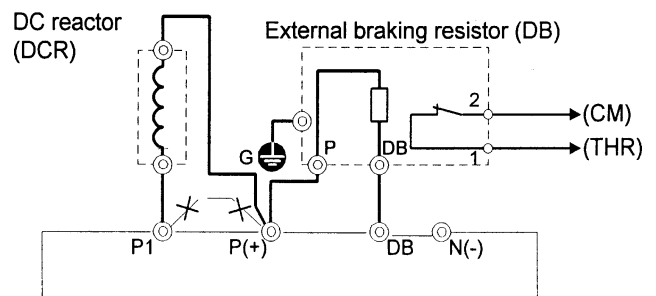 DC reactor
(DCR)
External braking resistor (DB)
2
(CM)
G
P
DB
1
(THR)
P1
P(+)
DB
N(-)